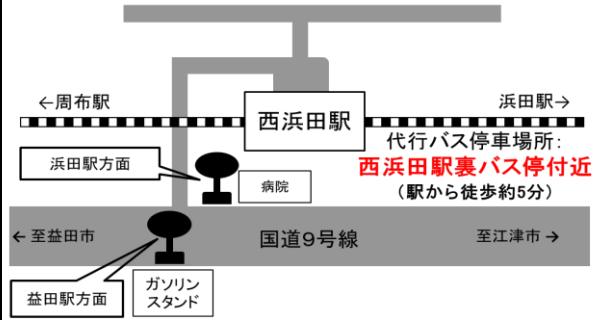 ←周布駅
浜田駅→
西浜田駅
代行バス停車場所:
西浜田駅裏バス停付近
（駅から徒歩約5分）
浜田駅方面
病院
← 至益田市
国道９号線
至江津市 →
益田駅方面
ガソリン
スタンド